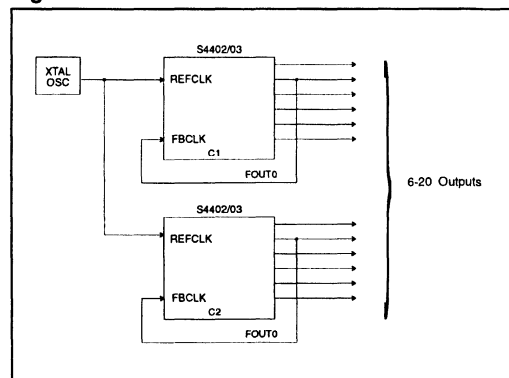 S4402/03
XTAL
OSC
REFCLK
FBCLK
C1
FOUT0
6-20 Outputs
S4402/03
REFCLK
FBCLK
C2
FOUT0